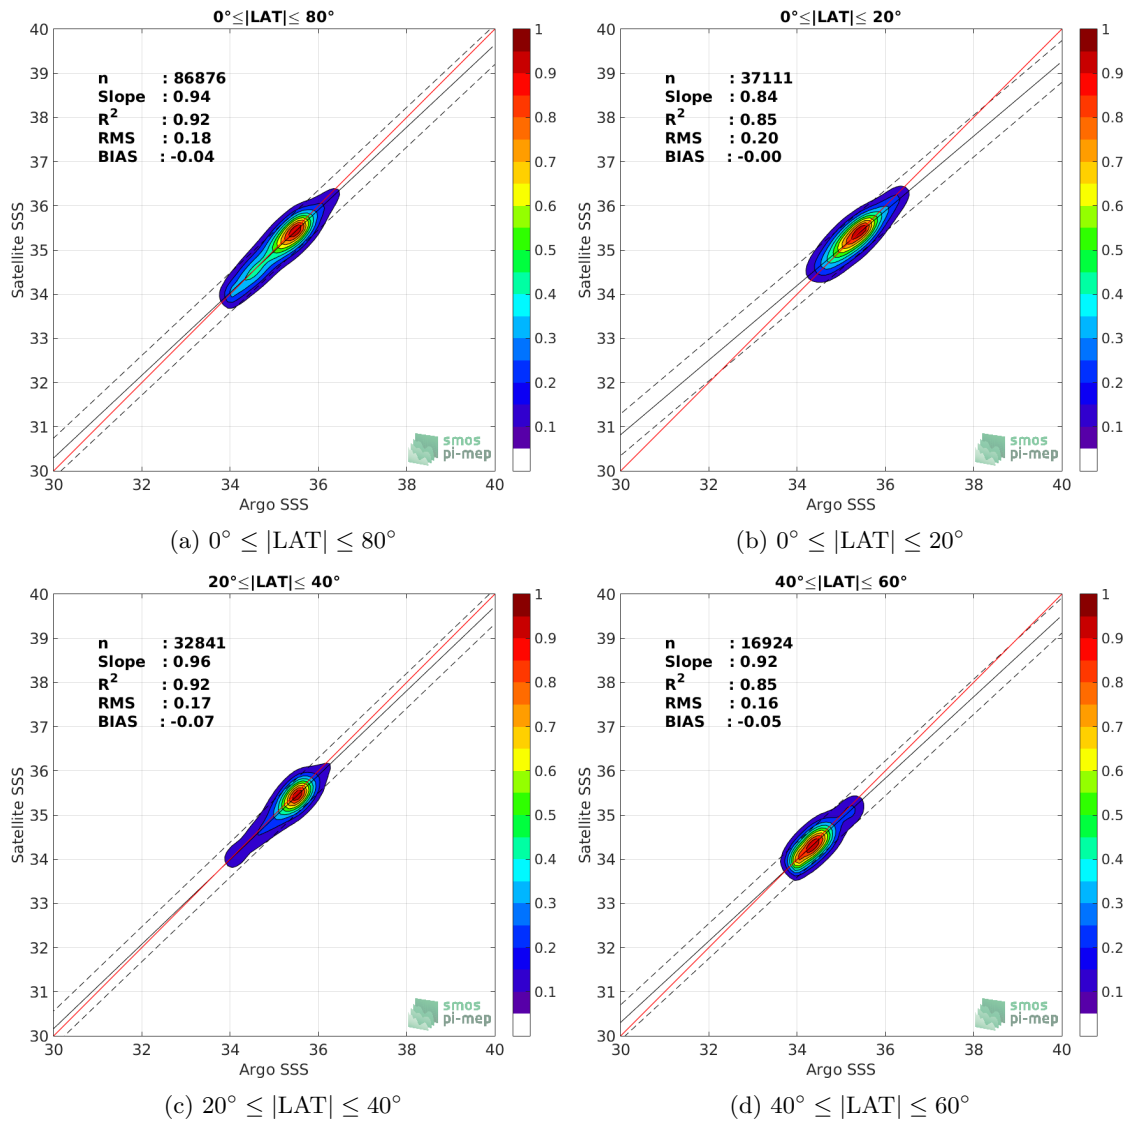 0°≤|LAT|≤ 80°
40
39
38
37
36
35
34
33
32
31
30
Satellite SSS
n : 86876
Slope : 0.94
R2 : 0.92
RMS : 0.18
BIAS : -0.04
smos
pi-mep
30 32 34 36 38 40
Argo SSS
1
0.9
0.8
0.7
0.6
0.5
0.4
0.3
0.2
0.1
(a) 0° ≤ |LAT| ≤ 80°
0°≤|LAT|≤ 20°
40
39
38
37
36
35
34
33
32
31
30
Satellite SSS
n : 37111
Slope : 0.84
R2 : 0.85
RMS : 0.20
BIAS : -0.00
smos
pi-mep
30 32 34 36 38 40
Argo SSS
1
0.9
0.8
0.7
0.6
0.5
0.4
0.3
0.2
0.1
(b) 0° ≤ |LAT| ≤ 20°
20°≤|LAT|≤ 40°
40
39
38
37
36
35
34
33
32
31
30
Satellite SSS
n : 32841
Slope : 0.96
R2 : 0.92
RMS : 0.17
BIAS : -0.07
smos
pi-mep
30 32 34 36 38 40
Argo SSS
1
0.9
0.8
0.7
0.6
0.5
0.4
0.3
0.2
0.1
(c) 20° ≤ |LAT| ≤ 40°
40°≤|LAT|≤ 60°
40
39
38
37
36
35
34
33
32
31
30
Satellite SSS
n : 16924
Slope : 0.92
R2 : 0.85
RMS : 0.16
BIAS : -0.05
smos
pi-mep
30 32 34 36 38 40
Argo SSS
1
0.9
0.8
0.7
0.6
0.5
0.4
0.3
0.2
0.1
(d) 40° ≤ |LAT| ≤ 60°